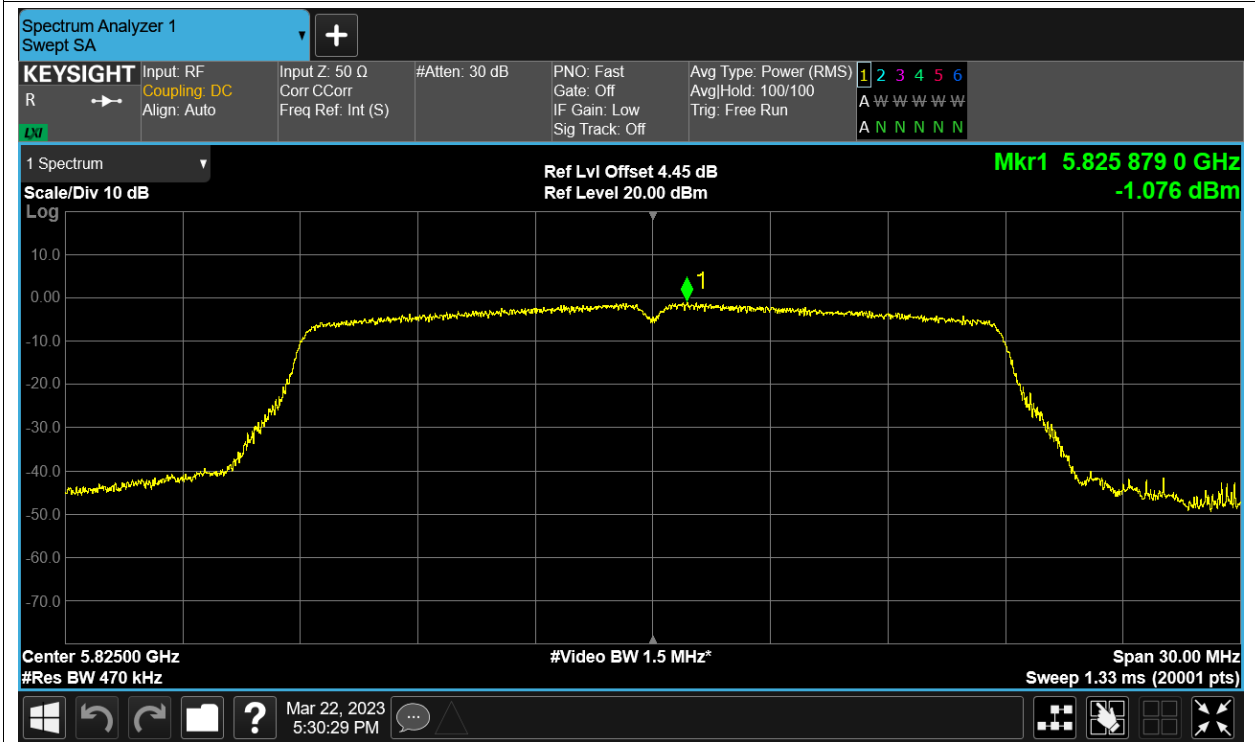 Spectrum Analyzer 1
Swept SA
KEYSIGHT
R
LXI
Input: RF
Coupling: DC
Align: Auto
Input Z: 50 Ω
Corr CCorr
Freq Ref: Int (S)
#Atten: 30 dB
PNO: Fast
Gate: Off
IF Gain: Low
Sig Track: Off
Avg Type: Power (RMS)
Avg|Hold: 100/100
Trig: Free Run
1 2 3 4 5 6
A W W W W W
A N N N N N
1 Spectrum
Scale/Div 10 dB
Log
Ref Lvl Offset 4.45 dB
Ref Level 20.00 dBm
Mkr1 5.825 879 0 GHz
-1.076 dBm
10.0
0.00
-10.0
-20.0
-30.0
-40.0
-50.0
-60.0
-70.0
1
Center 5.82500 GHz
#Res BW 470 kHz
#Video BW 1.5 MHz*
Span 30.00 MHz
Sweep 1.33 ms (20001 pts)
?
Mar 22, 2023
5:30:29 PM